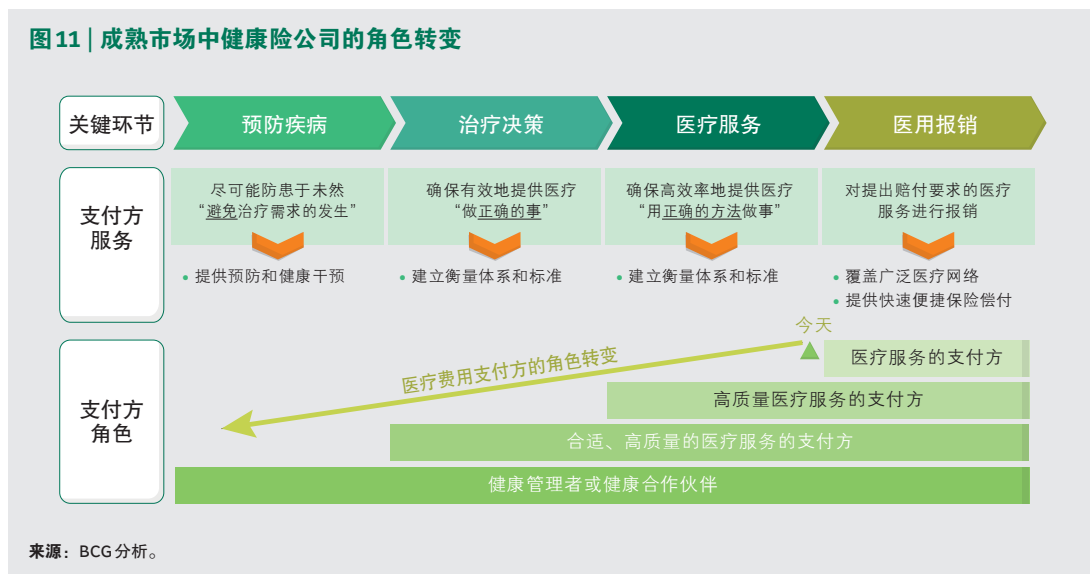 图11 | 成熟市场中健康险公司的角色转变
关键环节
预防疾病
治疗决策
医疗服务
医用报销
支付方
服务
尽可能防患于未然
“避免治疗需求的发生”
• 提供预防和健康干预
确保有效地提供医疗
“做正确的事”
• 建立衡量体系和标准
确保高效率地提供医疗
“用正确的方法做事”
• 建立衡量体系和标准
对提出赔付要求的医疗
服务进行报销
• 覆盖广泛医疗网络
• 提供快速便捷保险偿付
支付方
角色
今天
医疗费用支付方的角色转变
医疗服务的支付方
高质量医疗服务的支付方
合适、高质量的医疗服务的支付方
健康管理者或健康合作伙伴
来源：BCG分析。